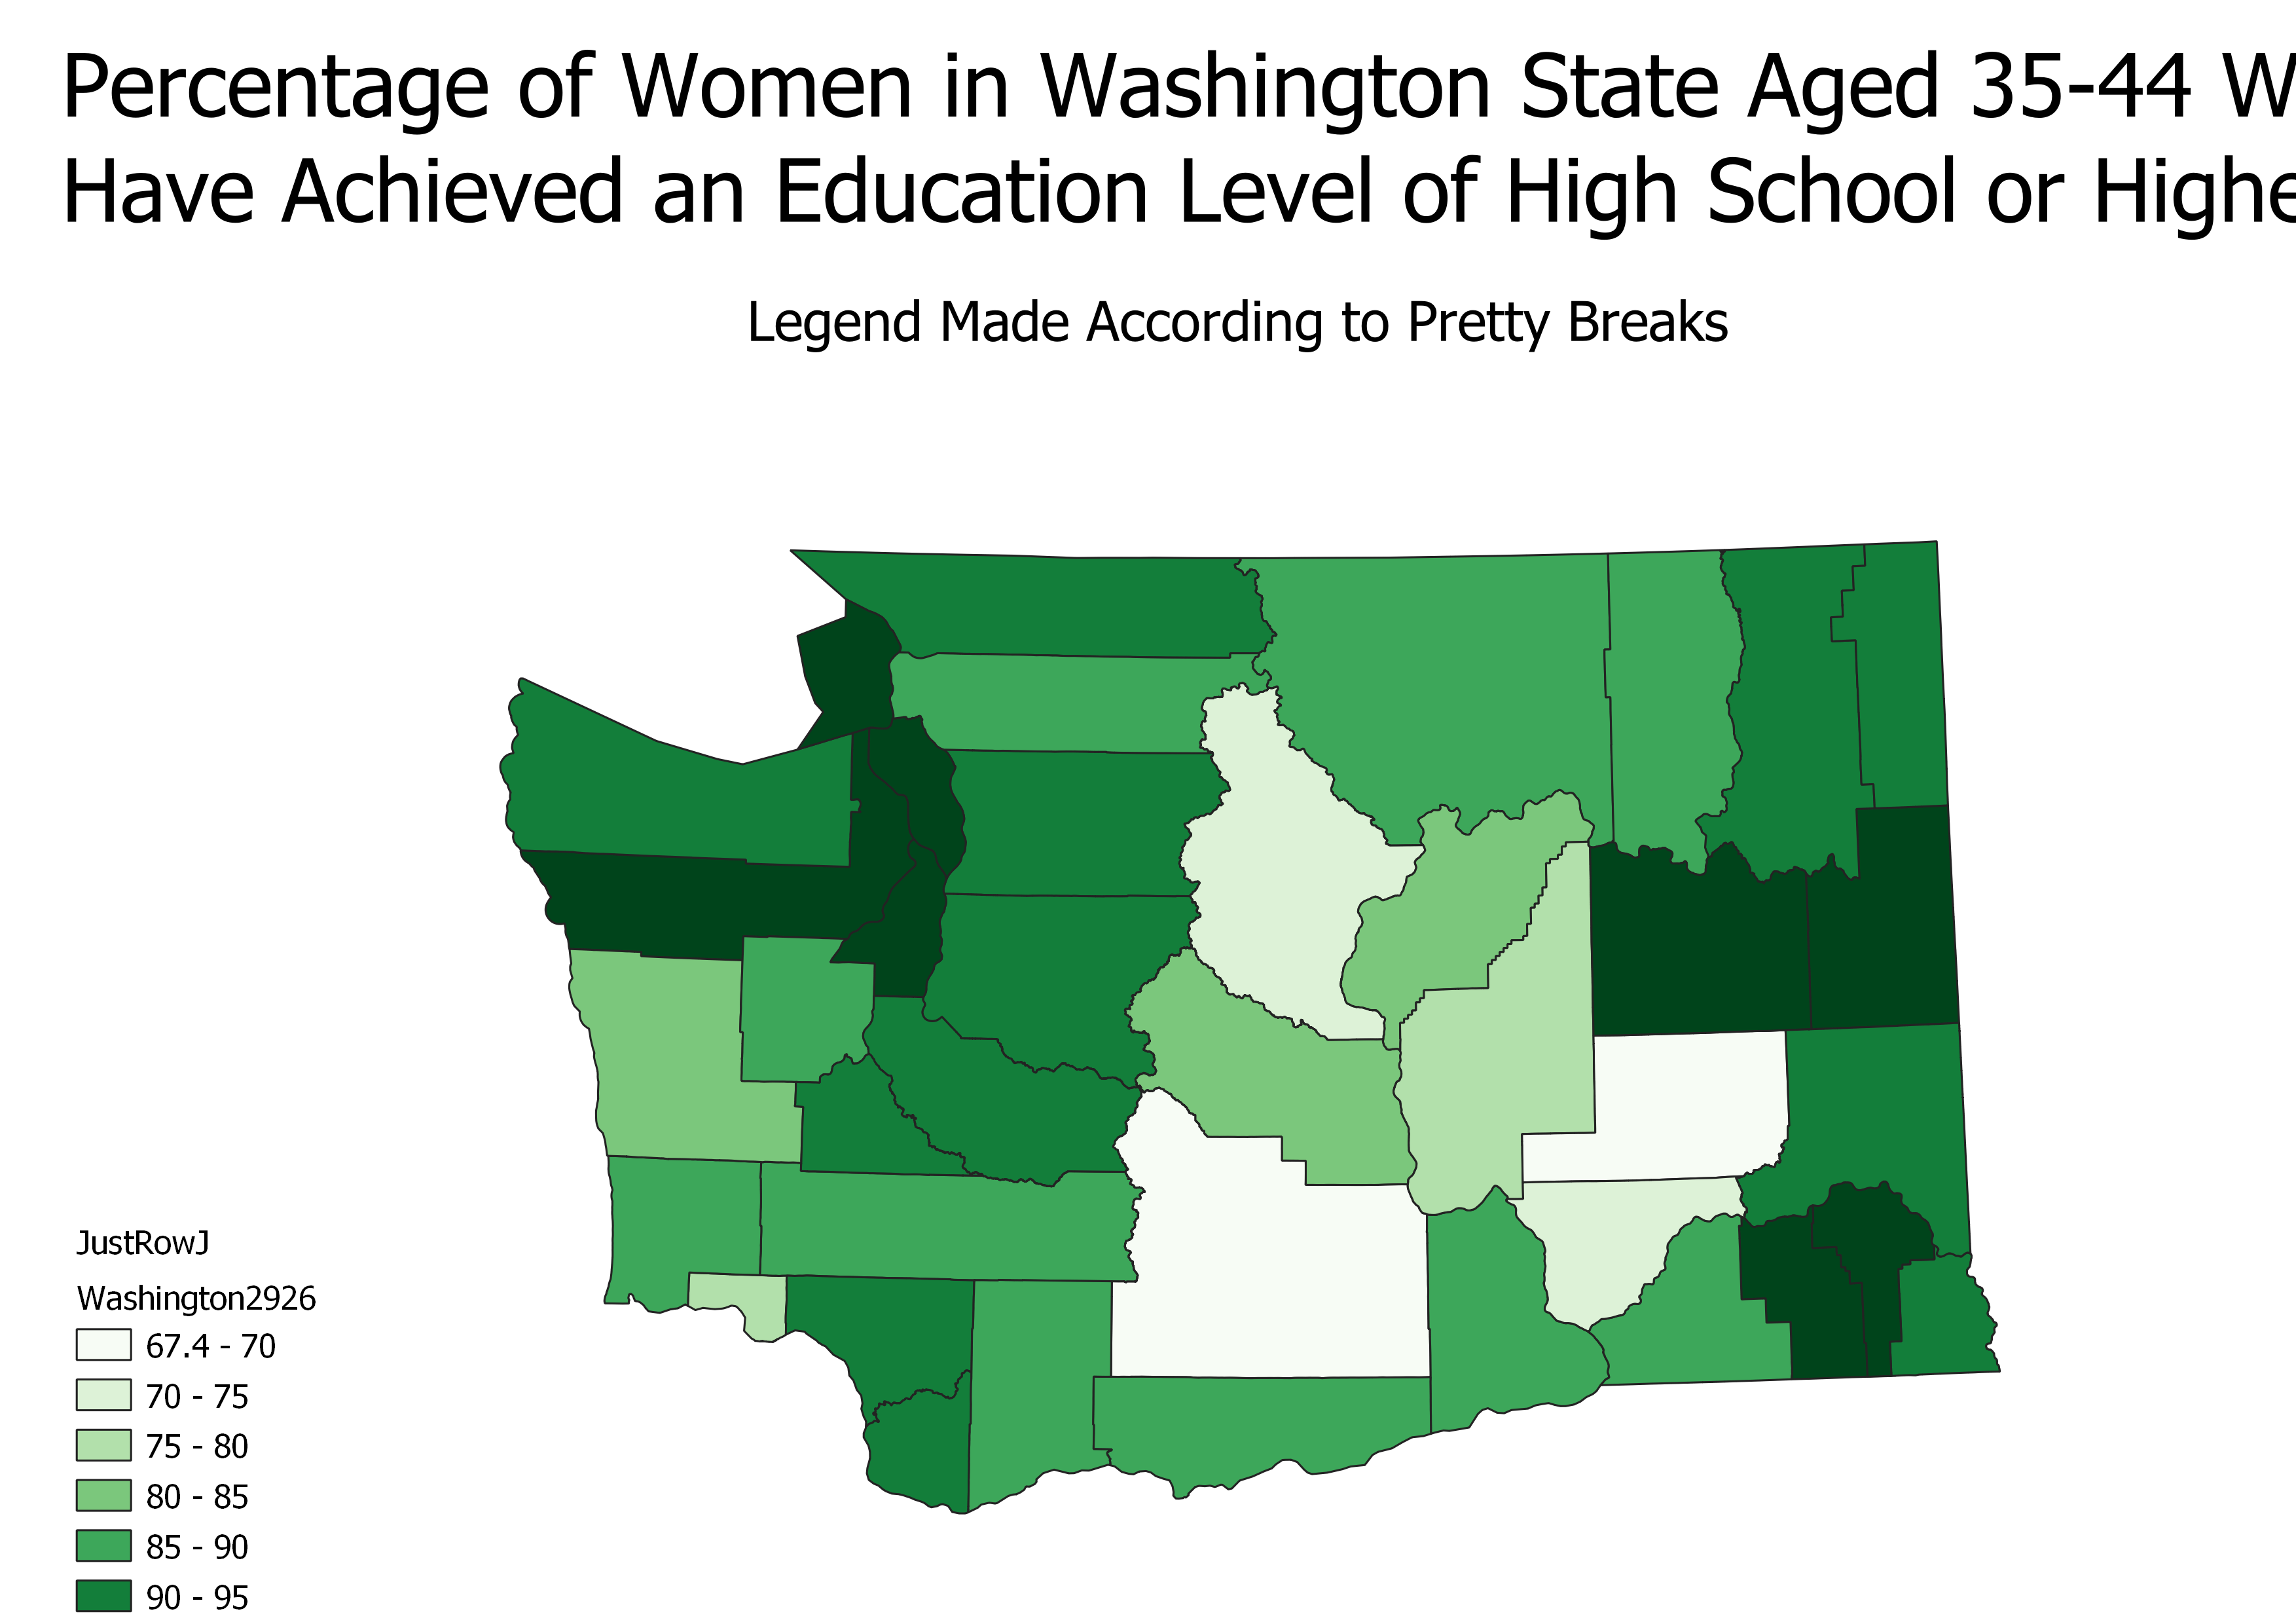 Percentage of Women in Washington State Aged 35-44 W
Have Achieved an Education Level of High School or Highe
Legend Made According to Pretty Breaks
JustRowJ
Washington2926
67.4 - 70
70 - 75
75 - 80
80 - 85
85 - 90
90 - 95